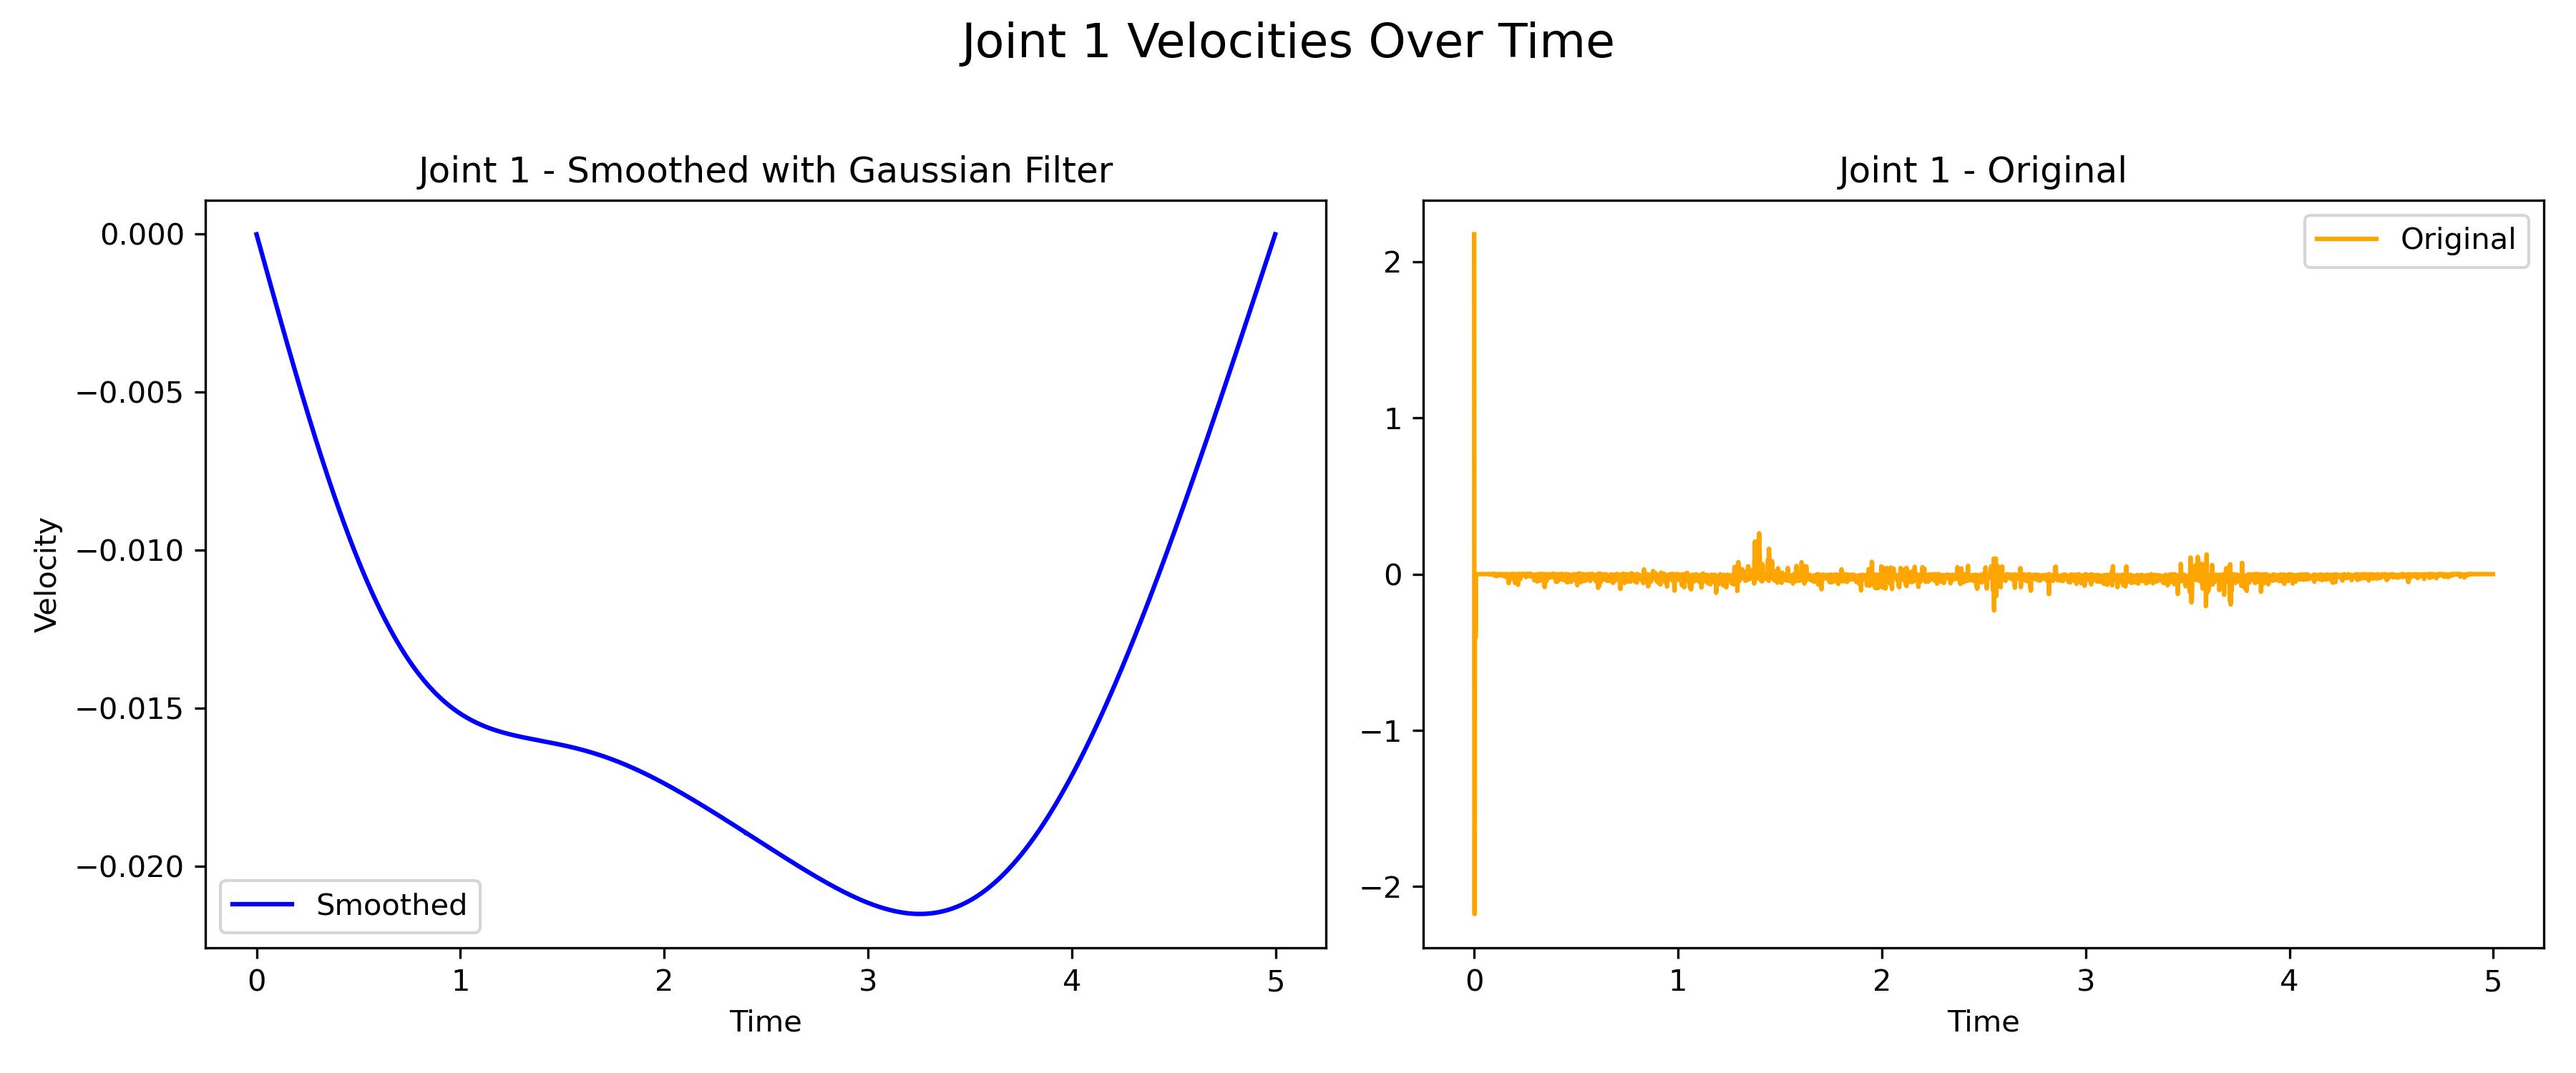 Joint 1 Velocities Over Time
Joint 1 - Smoothed with Gaussian Filter
0.000
−0.005
−0.010
−0.015
−0.020
Velocity
Smoothed
0 1 2 3 4 5
Time
Joint 1 - Original
Original
2
1
0
−1
−2
0 1 2 3 4 5
Time